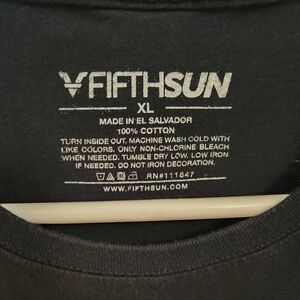 FIFTHSUN
XL
MADE IN EL SALVADOR
100% COTTON
TURN INSIDE OUT. MACHINE WASH COLD WITH
LIKE COLORS. ONLY NON-CHLORINE BLEACH
WHEN NEEDED. TUMBLE DRY LOW. LOW IRON
IF NEEDED. DO NOT IRON DECORATION.
RN#111647
WWW.FIFTHSUN.COM